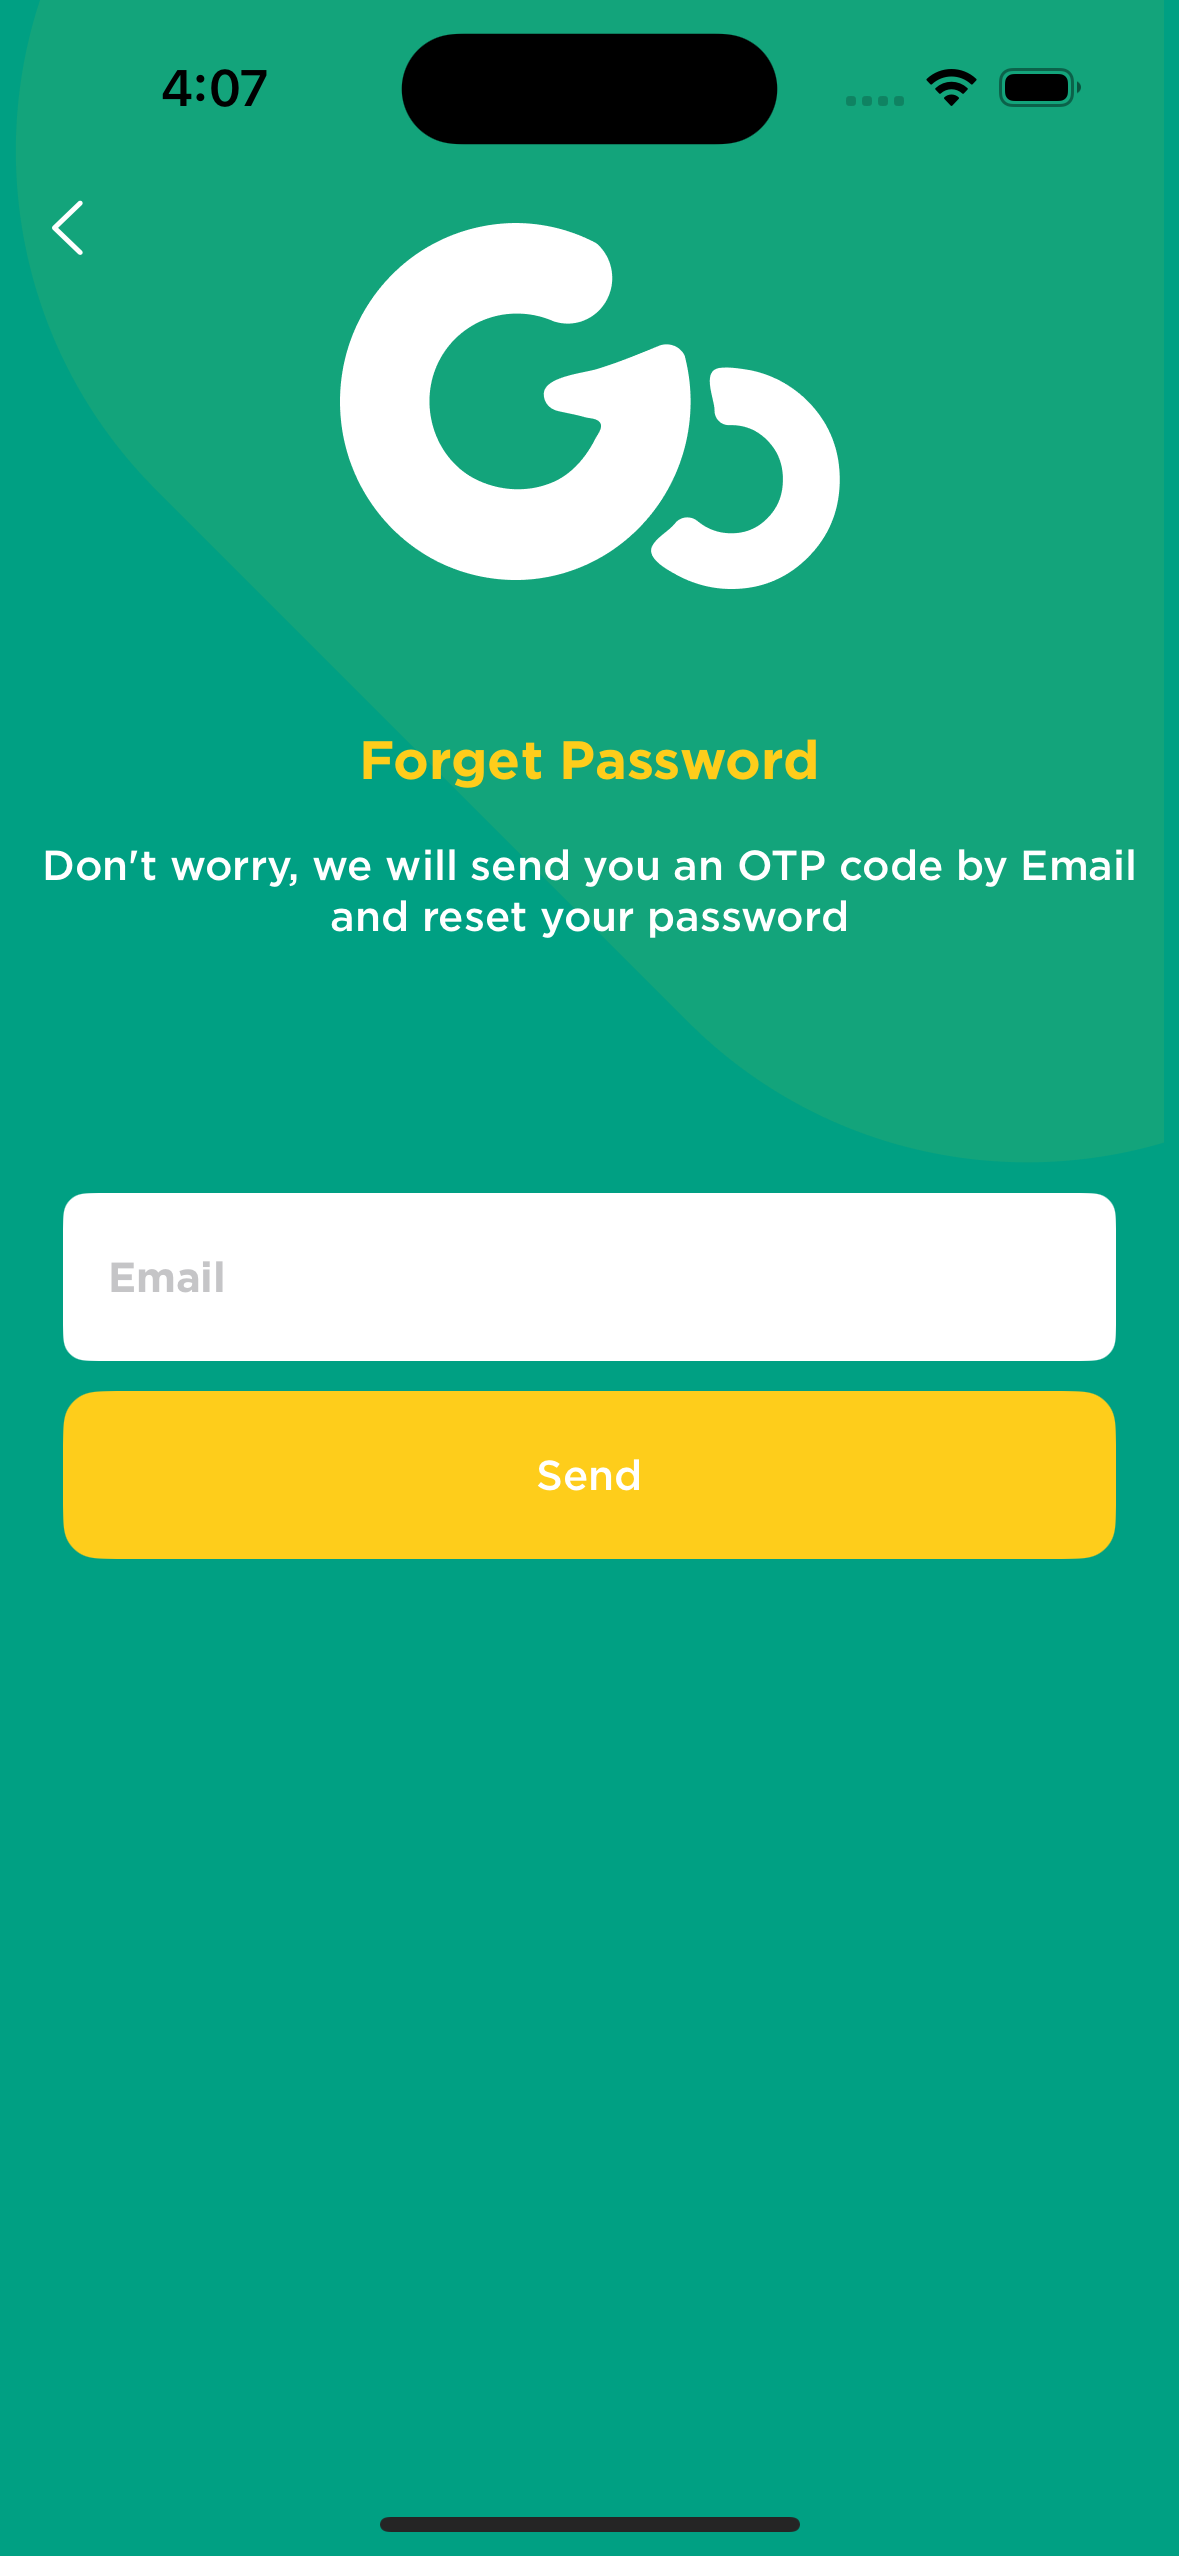 4:07
Forget Password
Don't worry, we will send you an OTP code by Email
and reset your password
Email
Send